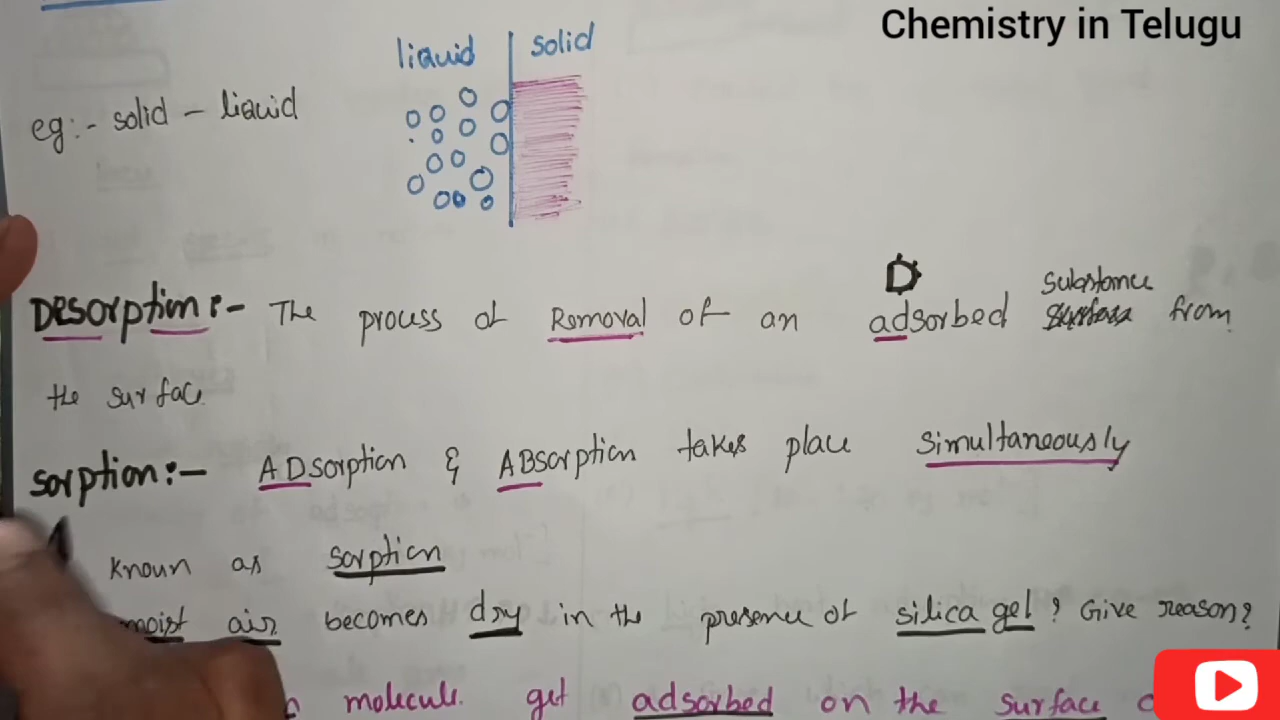 Chemistry in Telugu
liquid solid
eg:- solid - liquid
D substance
Desorption:- The process of Removal of an adsorbed from
the surface
sorption:- ADsorption & ABsorption takes place Simultaneously
Known as sorption
moist air becomes dry in the presence of silica gel? Give reason?
molecule get adsorbed on the surface